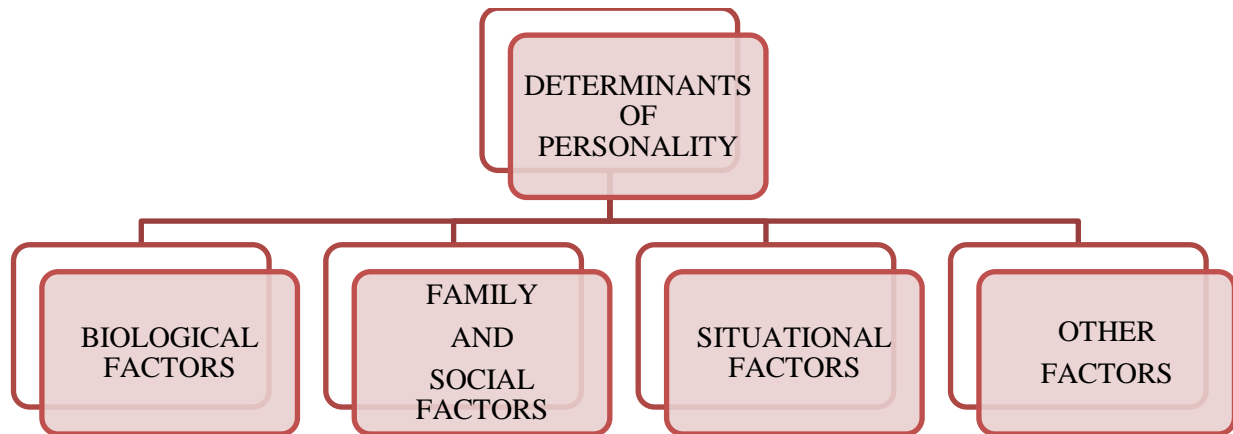 DETERMINANTS
OF
PERSONALITY
BIOLOGICAL
FACTORS
FAMILY
AND
SOCIAL
FACTORS
SITUATIONAL
FACTORS
OTHER
FACTORS